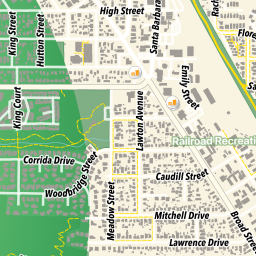 High Street
Santa Barbara
King Street
Hutton Street
Emily Street
King Court
Lawton Avenue
Railroad Recreati
Corrida Drive
Woodbridge Street
Caudill Street
Meadow Street
Mitchell Drive
Broad Street
Lawrence Drive